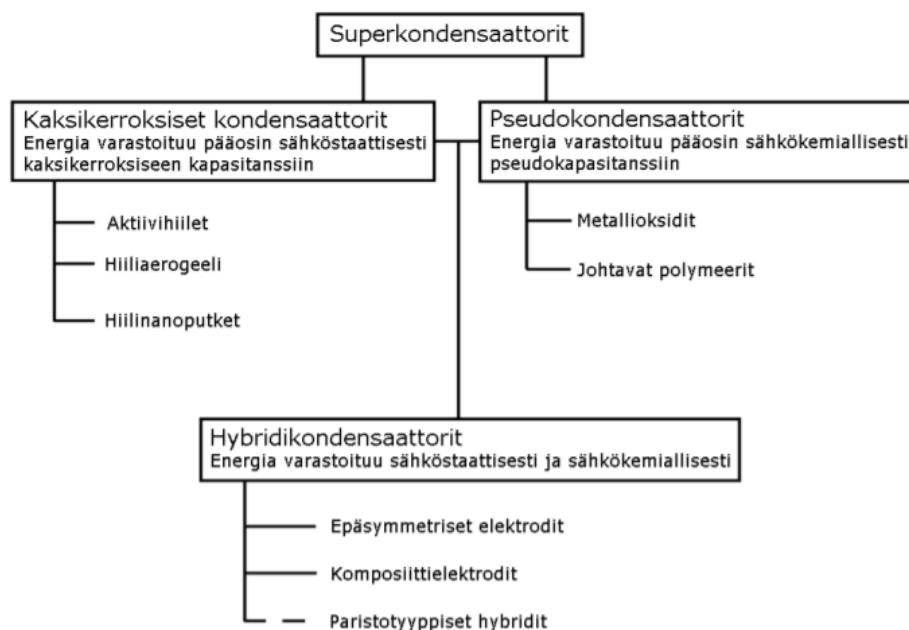 Superkondensaattorit
Kaksikerroksiset kondensaattorit
Energia varastoituu pääosin sähköstaattisesti
kaksikerroksiseen kapasitanssiin
Aktiivihiilet
Hiiliaerogeeli
Hiilinanoputket
Pseudokondensaattorit
Energia varastoituu pääosin sähkökemiallisesti
pseudokapasitanssiin
Metallioksidit
Johtavat polymeerit
Hybridikondensaattorit
Energia varastoituu sähköstaattisesti ja sähkökemiallisesti
Epäsymmetriset elektrodit
Komposiittielektrodit
Paristotyyppiset hybridit